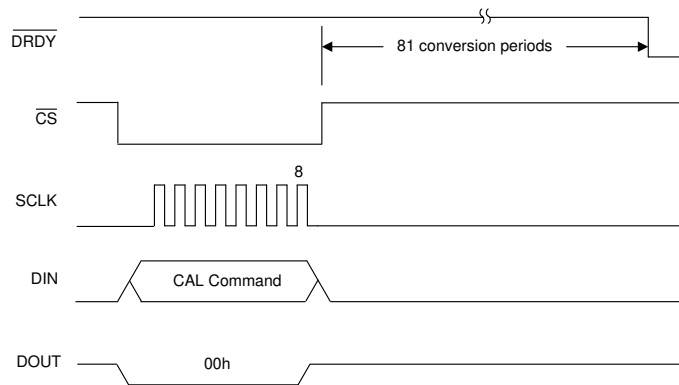 DRDY
81 conversion periods
CS
8
SCLK
DIN
CAL Command
DOUT
00h